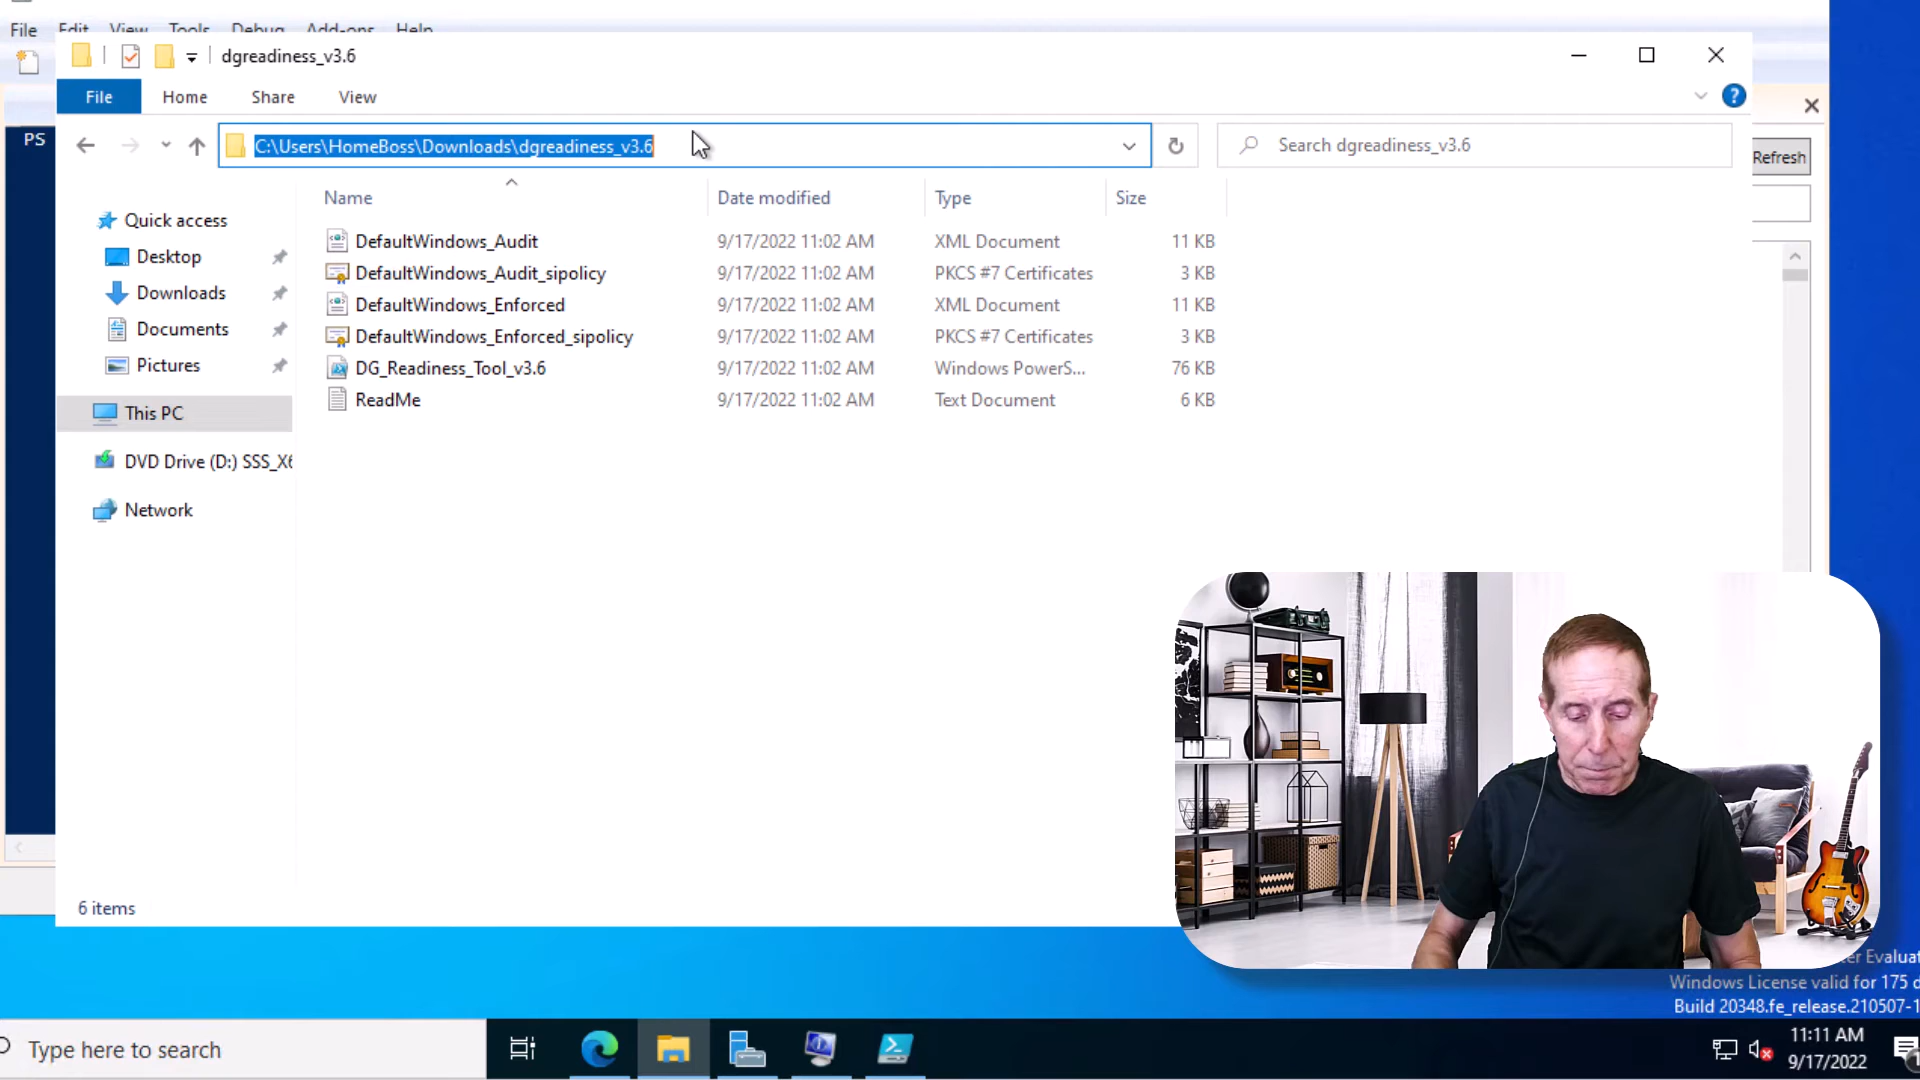 File Edit View Tools Debug Add-ons Help
dgreadiness_v3.6
File Home Share View
PS
C:\Users\HomeBoss\Downloads\dgreadiness_v3.6
Search dgreadiness_v3.6
Refresh
Name Date modified Type Size
Quick access
Desktop
Downloads
Documents
Pictures
This PC
DVD Drive (D:) SSS_X6
Network
DefaultWindows_Audit 9/17/2022 11:02 AM XML Document 11 KB
DefaultWindows_Audit_sipolicy 9/17/2022 11:02 AM PKCS #7 Certificates 3 KB
DefaultWindows_Enforced 9/17/2022 11:02 AM XML Document 11 KB
DefaultWindows_Enforced_sipolicy 9/17/2022 11:02 AM PKCS #7 Certificates 3 KB
DG_Readiness_Tool_v3.6 9/17/2022 11:02 AM Windows PowerS... 76 KB
ReadMe 9/17/2022 11:02 AM Text Document 6 KB
6 items
er Evaluat
Windows License valid for 175 d
Build 20348.fe_release.210507-1
Type here to search
11:11 AM
9/17/2022